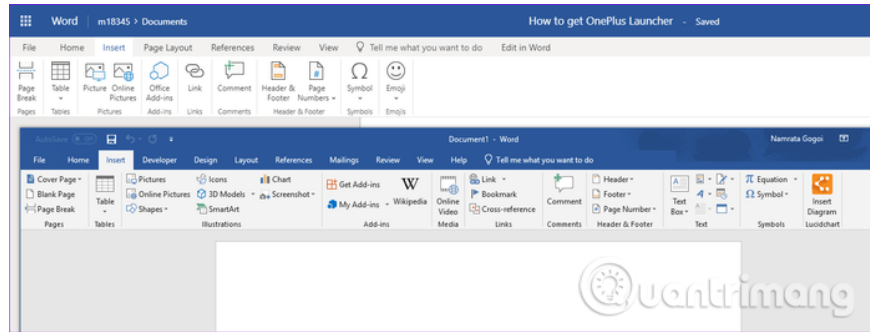 Word m18345 > Documents How to get OnePlus Launcher - Saved
File Home Insert Page Layout References Review View Tell me what you want to do Edit in Word
Page Break Table Picture Online Pictures Office Add-ins Link Comment Header & Footer Page Numbers Symbol Emoji
Pages Tables Pictures Add-ins Links Comments Header & Footer Symbols Emojis
AutoSave Off Document1 - Word Namrata Gogoi
File Home Insert Developer Design Layout References Mailings Review View Help Tell me what you want to do
Cover Page Pictures Icons Chart Get Add-ins Link Header Equation
Blank Page Table Online Pictures 3D Models Screenshot My Add-ins Wikipedia Online Video Bookmark Comment Footer Text Box Symbol Insert Diagram
Page Break Shapes SmartArt Cross-reference Page Number
Pages Tables Illustrations Add-ins Media Links Comments Header & Footer Text Symbols Lucidchart
Quantrimang